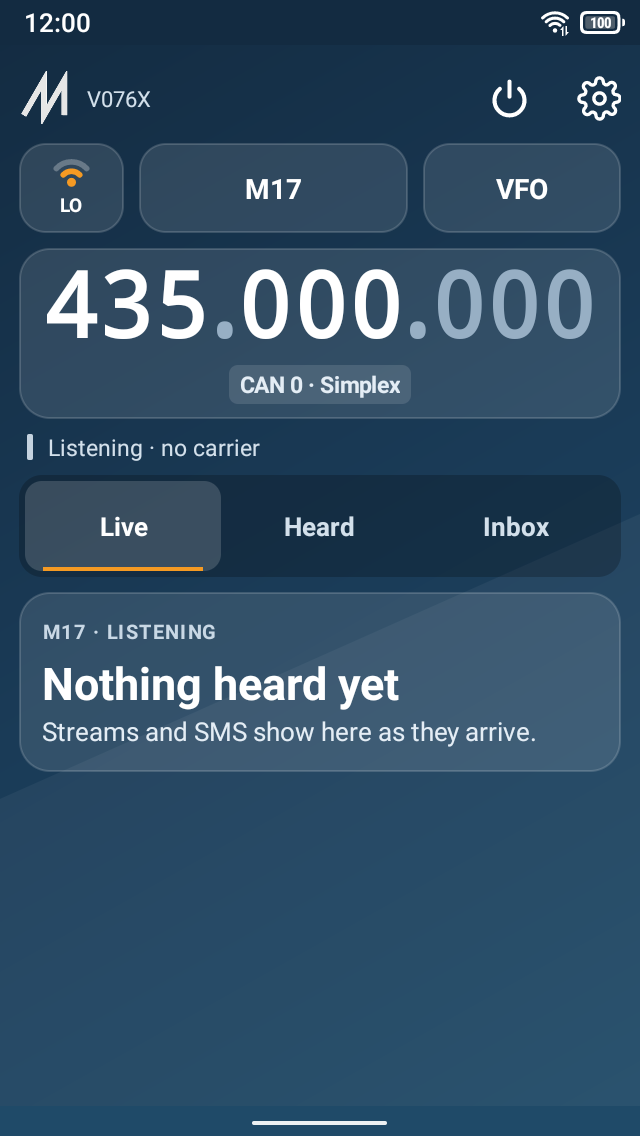 12:00
100
V076X
LO
M17
VFO
435.000.000
CAN 0 · Simplex
Listening · no carrier
Live
Heard
Inbox
M17 · LISTENING
Nothing heard yet
Streams and SMS show here as they arrive.